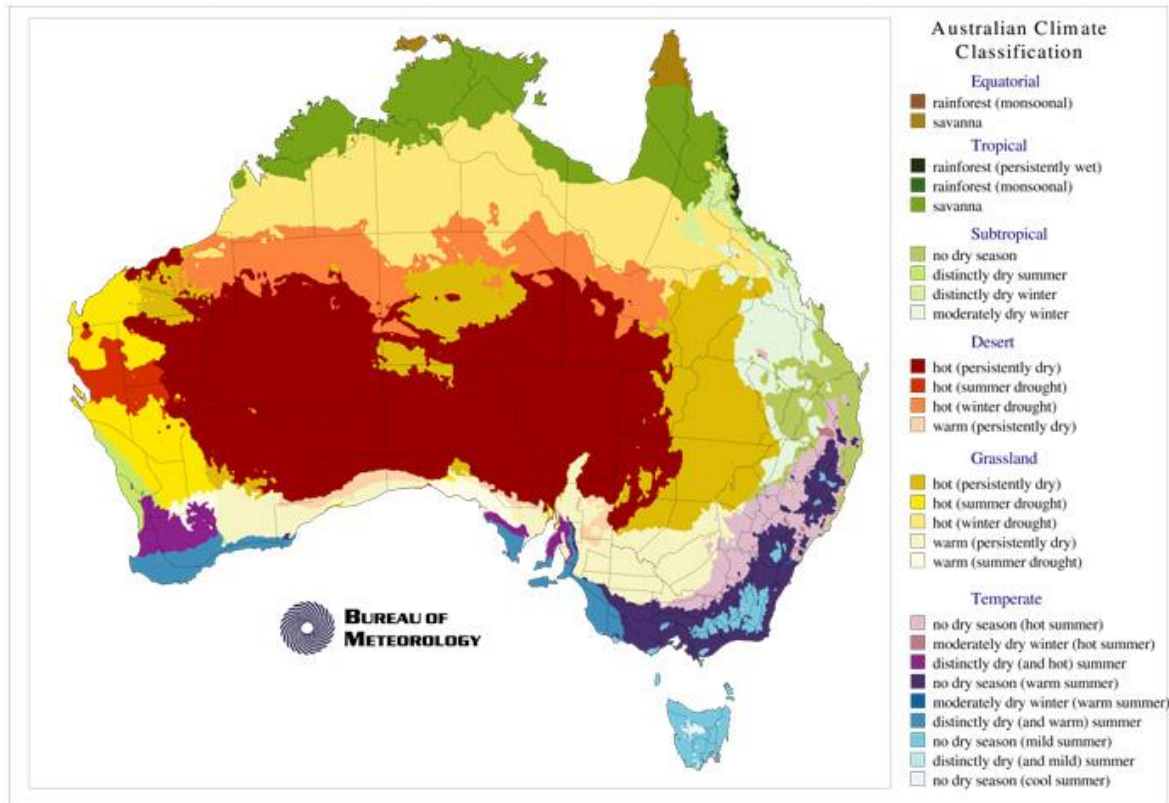 Australian Climate
Classification
Equatorial
rainforest (monsoonal)
savanna
Tropical
rainforest (persistently wet)
rainforest (monsoonal)
savanna
Subtropical
no dry season
distinctly dry summer
distinctly dry winter
moderately dry winter
Desert
hot (persistently dry)
hot (summer drought)
hot (winter drought)
warm (persistently dry)
Grassland
hot (persistently dry)
hot (summer drought)
hot (winter drought)
warm (persistently dry)
warm (summer drought)
Temperate
no dry season (hot summer)
moderately dry winter (hot summer)
distinctly dry (and hot) summer
no dry season (warm summer)
moderately dry winter (warm summer)
distinctly dry (and warm) summer
no dry season (mild summer)
distinctly dry (and mild) summer
no dry season (cool summer)
BUREAU OF
METEOROLOGY